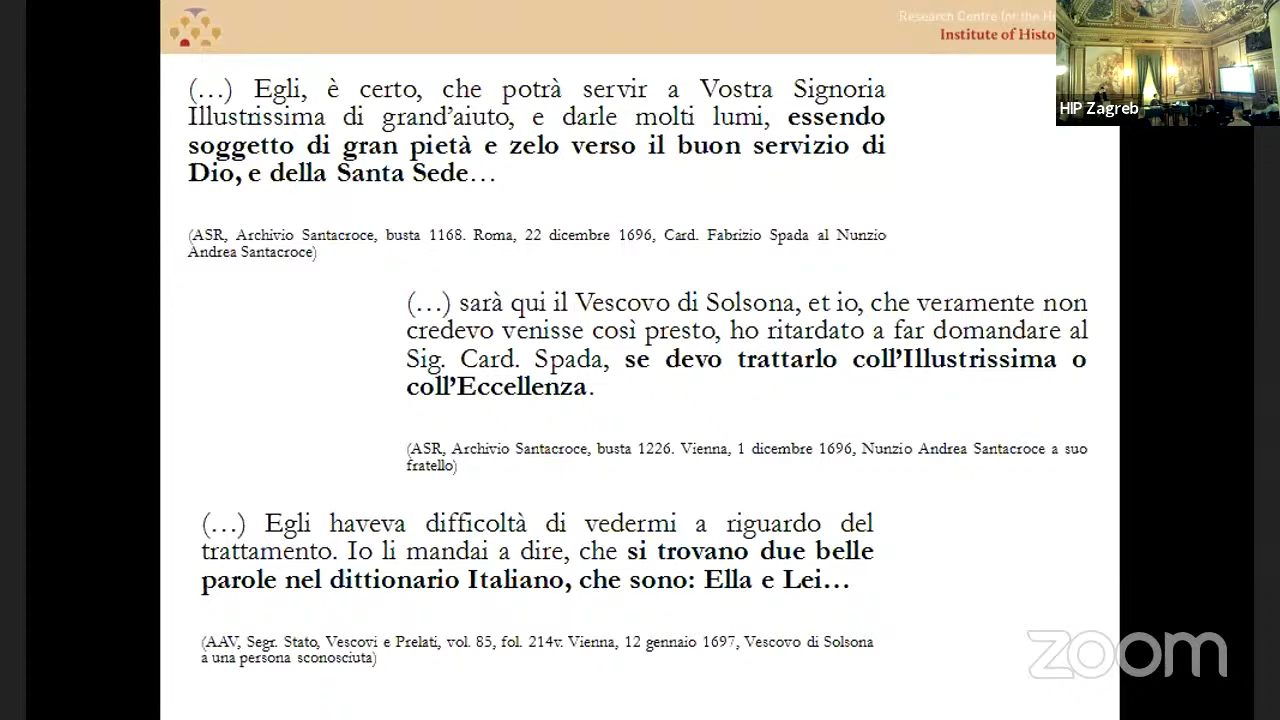 Research Centre for the H
Institute of Histo
HIP Zagreb
(…) Egli, è certo, che potrà servir a Vostra Signoria
Illustrissima di grand’aiuto, e darle molti lumi, essendo
soggetto di gran pietà e zelo verso il buon servizio di
Dio, e della Santa Sede…
(ASR, Archivio Santacroce, busta 1168. Roma, 22 dicembre 1696, Card. Fabrizio Spada al Nunzio
Andrea Santacroce)
(…) sarà qui il Vescovo di Solsona, et io, che veramente non
credevo venisse così presto, ho ritardato a far domandare al
Sig. Card. Spada, se devo trattarlo coll’Illustrissima o
coll’Eccellenza.
(ASR, Archivio Santacroce, busta 1226. Vienna, 1 dicembre 1696, Nunzio Andrea Santacroce a suo
fratello)
(…) Egli haveva difficoltà di vedermi a riguardo del
trattamento. Io li mandai a dire, che si trovano due belle
parole nel dittionario Italiano, che sono: Ella e Lei…
(AAV, Segr. Stato, Vescovi e Prelati, vol. 85, fol. 214v. Vienna, 12 gennaio 1697, Vescovo di Solsona
a una persona sconosciuta)
zoom